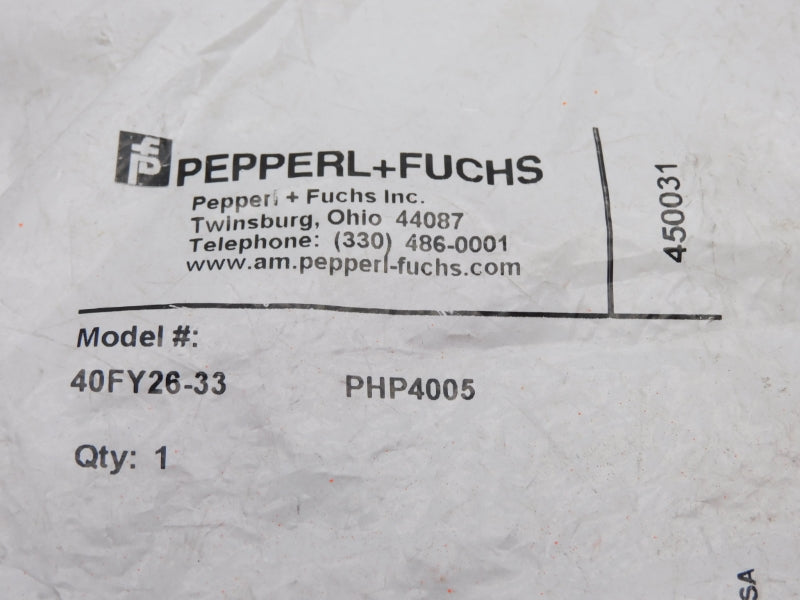 PEPPERL+FUCHS
Pepperl + Fuchs Inc.
Twinsburg, Ohio 44087
Telephone: (330) 486-0001
www.am.pepperl-fuchs.com
450031
Model #:
40FY26-33 PHP4005
Qty: 1
SA